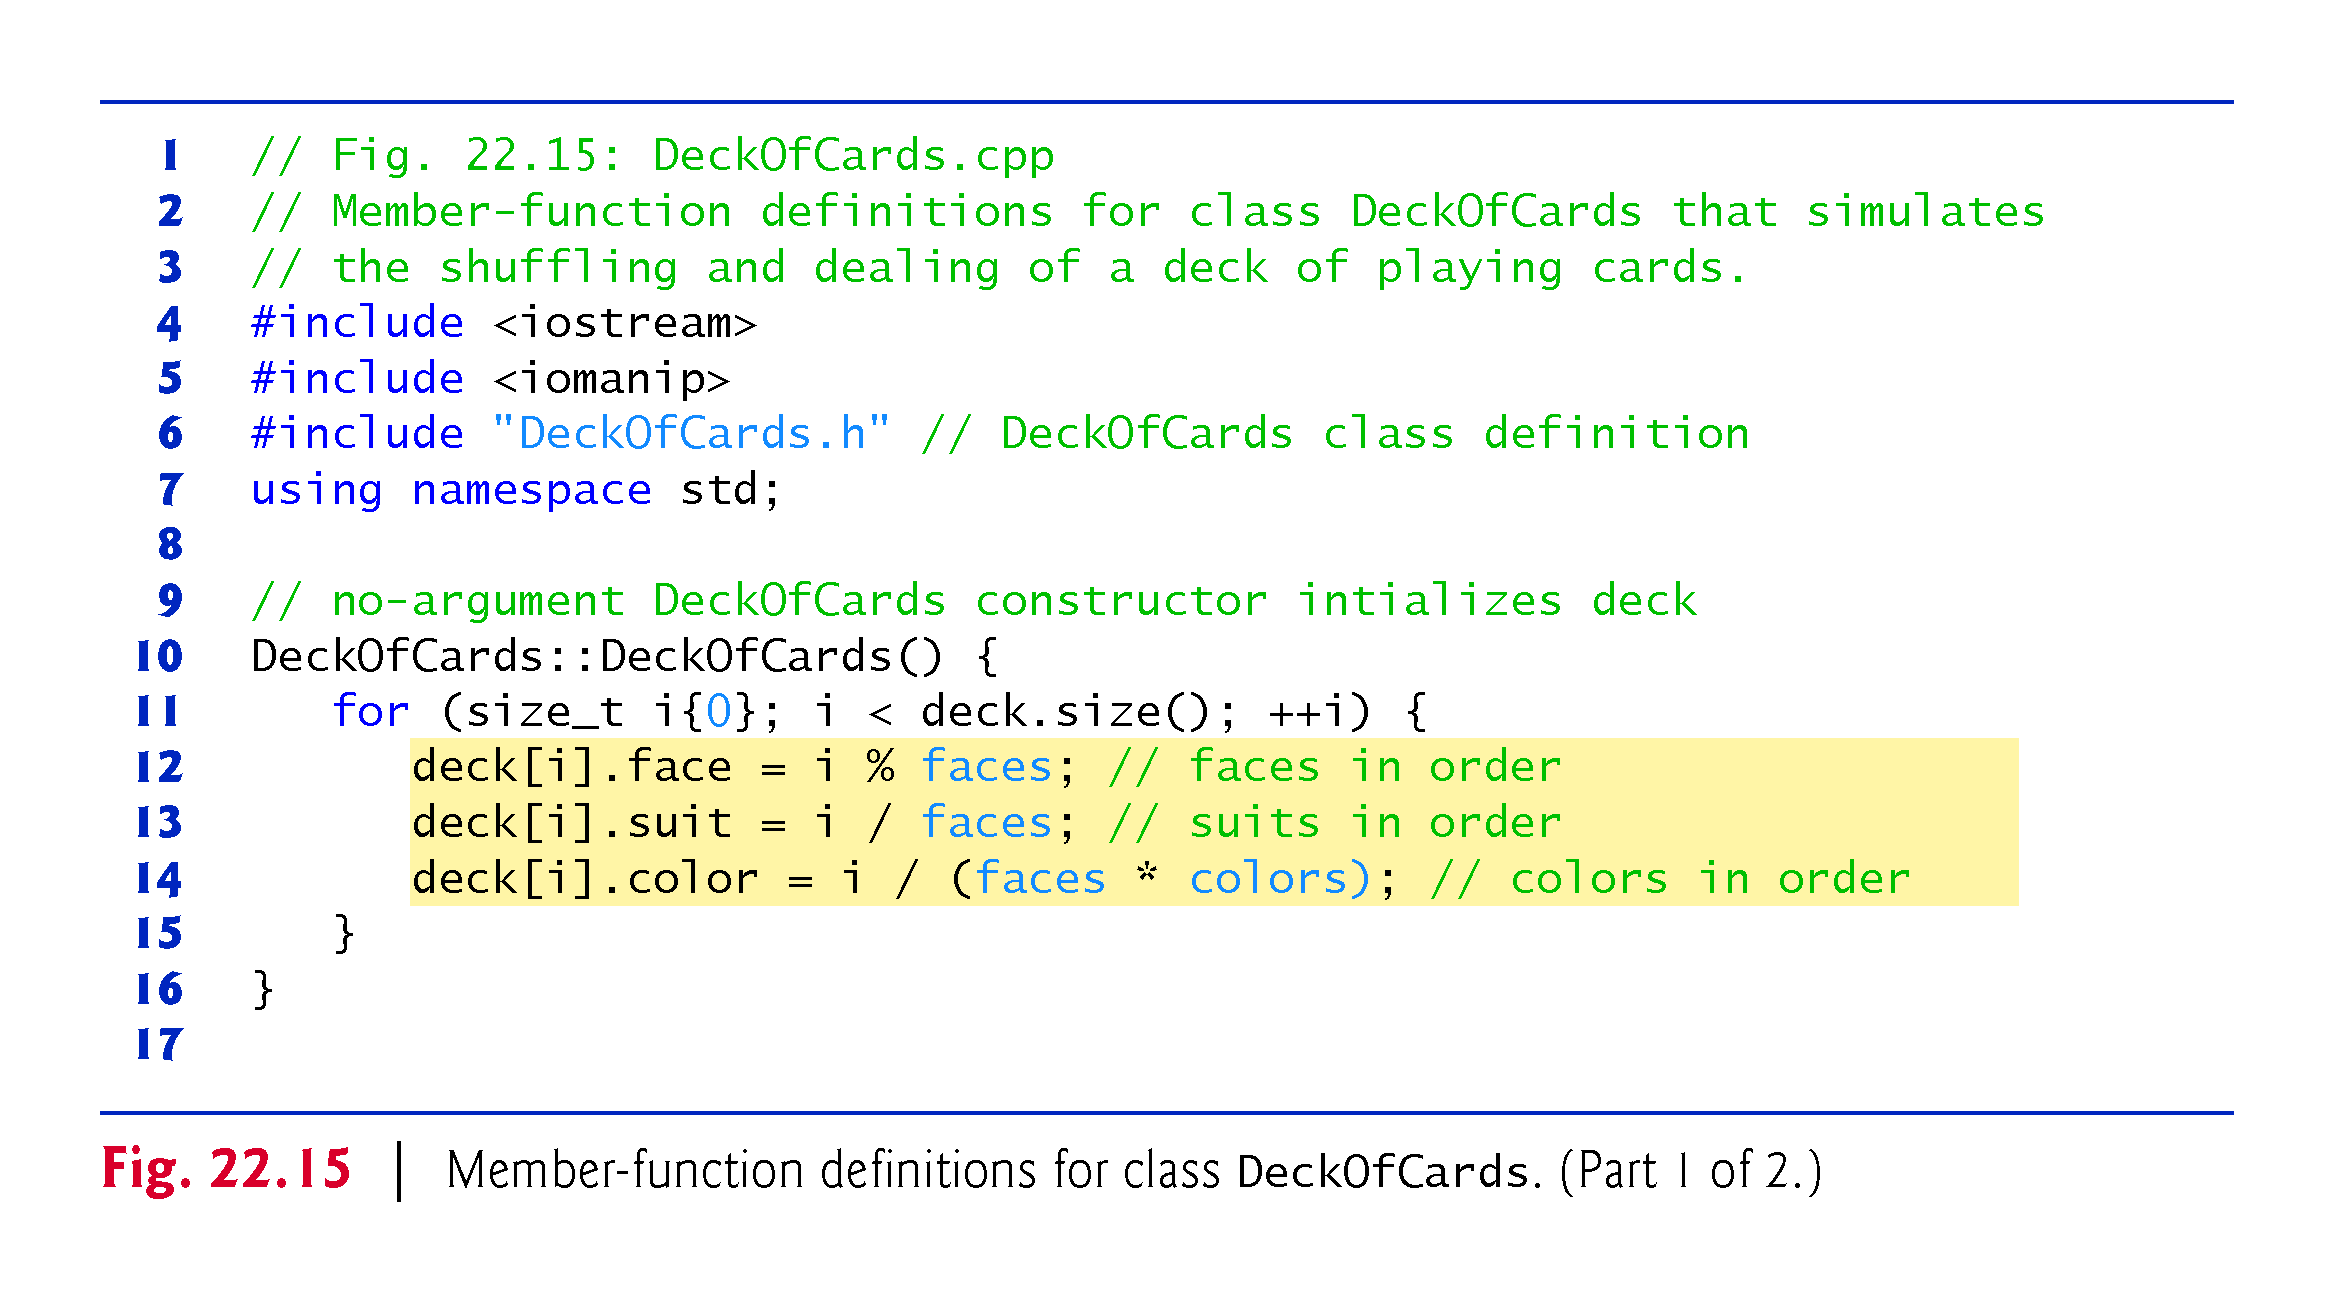 1 // Fig. 22.15: DeckOfCards.cpp
2 // Member-function definitions for class DeckOfCards that simulates
3 // the shuffling and dealing of a deck of playing cards.
4 #include <iostream>
5 #include <iomanip>
6 #include "DeckOfCards.h" // DeckOfCards class definition
7 using namespace std;
8
9 // no-argument DeckOfCards constructor intializes deck
10 DeckOfCards::DeckOfCards() {
11    for (size_t i{0}; i < deck.size(); ++i) {
12       deck[i].face = i % faces; // faces in order
13       deck[i].suit = i / faces; // suits in order
14       deck[i].color = i / (faces * colors); // colors in order
15    }
16 }
17
Fig. 22.15 | Member-function definitions for class DeckOfCards. (Part 1 of 2.)